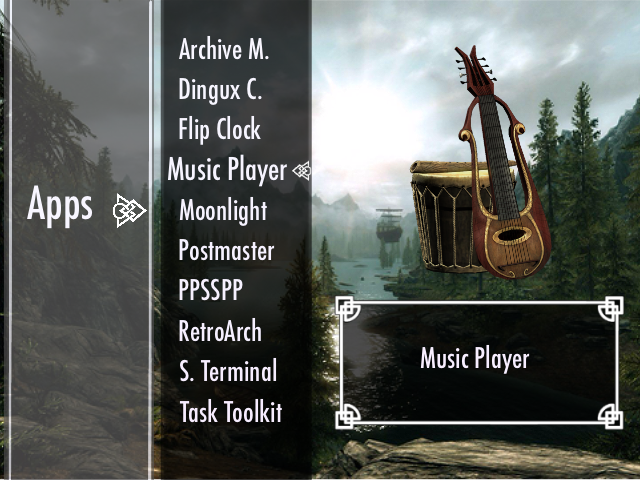 Apps
Archive M.
Dingux C.
Flip Clock
Music Player
Moonlight
Postmaster
PPSSPP
RetroArch
S. Terminal
Task Toolkit
Music Player